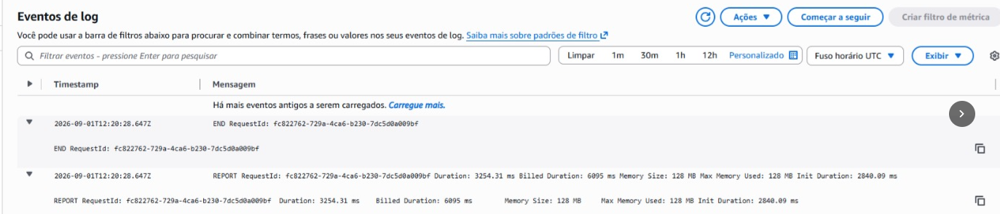 Eventos de log
Ações
Começar a seguir
Criar filtro de métrica
Você pode usar a barra de filtros abaixo para procurar e combinar termos, frases ou valores nos seus eventos de log. Saiba mais sobre padrões de filtro
Filtrar eventos - pressione Enter para pesquisar
Limpar 1m 30m 1h 12h Personalizado
Fuso horário UTC
Exibir
Timestamp Mensagem
Há mais eventos antigos a serem carregados. Carregue mais.
2026-09-01T12:20:28.647Z END RequestId: fc822762-729a-4ca6-b230-7dc5d0a009bf
END RequestId: fc822762-729a-4ca6-b230-7dc5d0a009bf
2026-09-01T12:20:28.647Z REPORT RequestId: fc822762-729a-4ca6-b230-7dc5d0a009bf Duration: 3254.31 ms Billed Duration: 6095 ms Memory Size: 128 MB Max Memory Used: 128 MB Init Duration: 2840.09 ms
REPORT RequestId: fc822762-729a-4ca6-b230-7dc5d0a009bf Duration: 3254.31 ms Billed Duration: 6095 ms Memory Size: 128 MB Max Memory Used: 128 MB Init Duration: 2840.09 ms